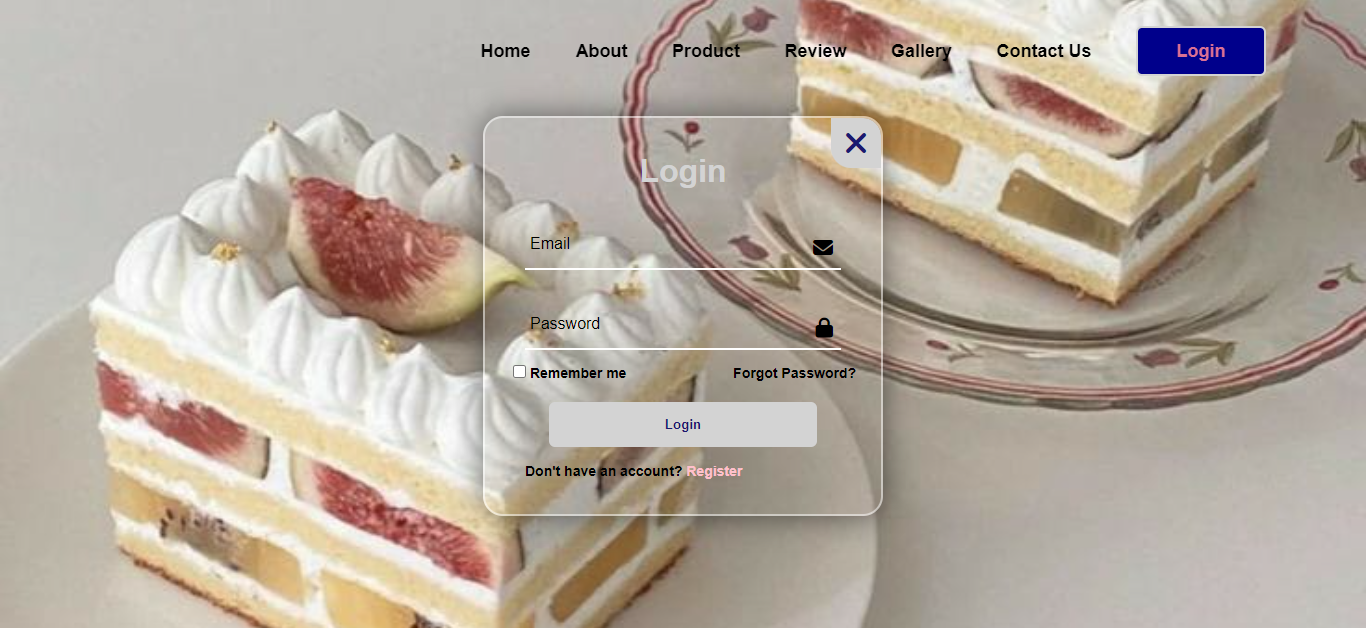 Home About Product Review Gallery Contact Us Login
Login
Email
Password
Remember me Forgot Password?
Login
Don't have an account? Register